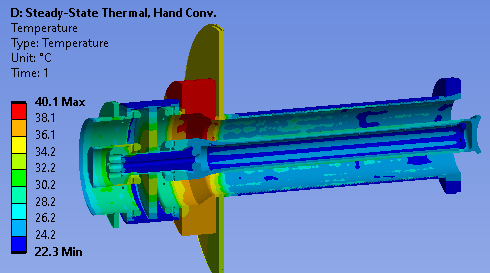 D: Steady-State Thermal, Hand Conv.
Temperature
Type: Temperature
Unit: °C
Time: 1
40.1 Max
38.1
36.1
34.2
32.2
30.2
28.2
26.2
24.2
22.3 Min